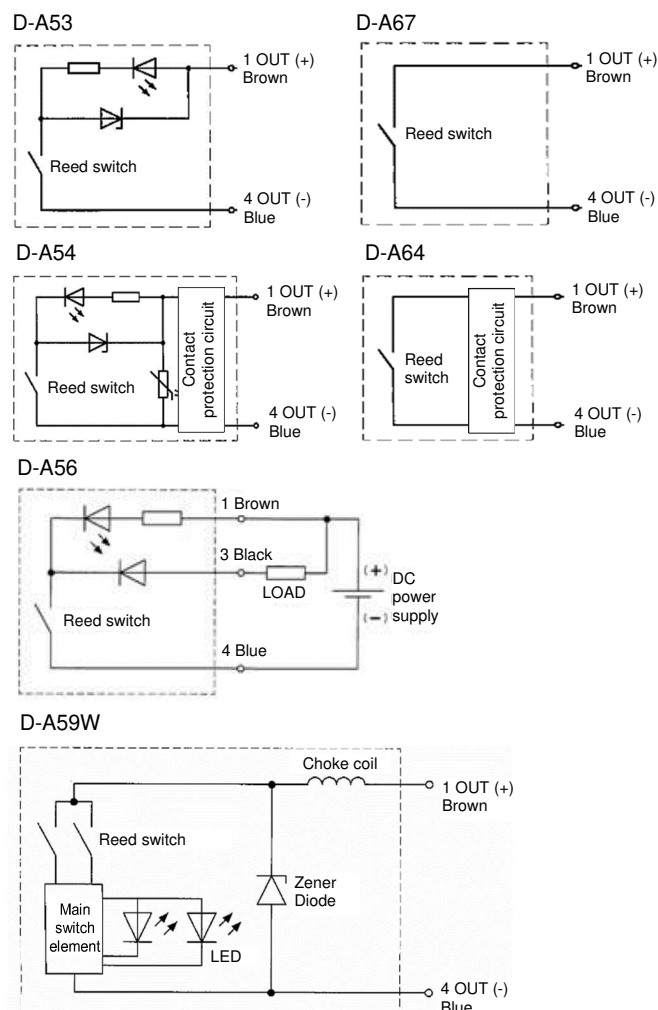 D-A53
1 OUT (+)
Brown
Reed switch
4 OUT (-)
Blue
D-A67
1 OUT (+)
Brown
Reed switch
4 OUT (-)
Blue
D-A54
1 OUT (+)
Brown
Reed switch
Contact
protection circuit
4 OUT (-)
Blue
D-A64
1 OUT (+)
Brown
Reed
switch
Contact
protection circuit
4 OUT (-)
Blue
D-A56
1 Brown
3 Black
LOAD
(+) DC
power
(-) supply
Reed switch
4 Blue
D-A59W
Choke coil
1 OUT (+)
Brown
Reed switch
Zener
Diode
Main
switch
element
LED
4 OUT (-)
Blue